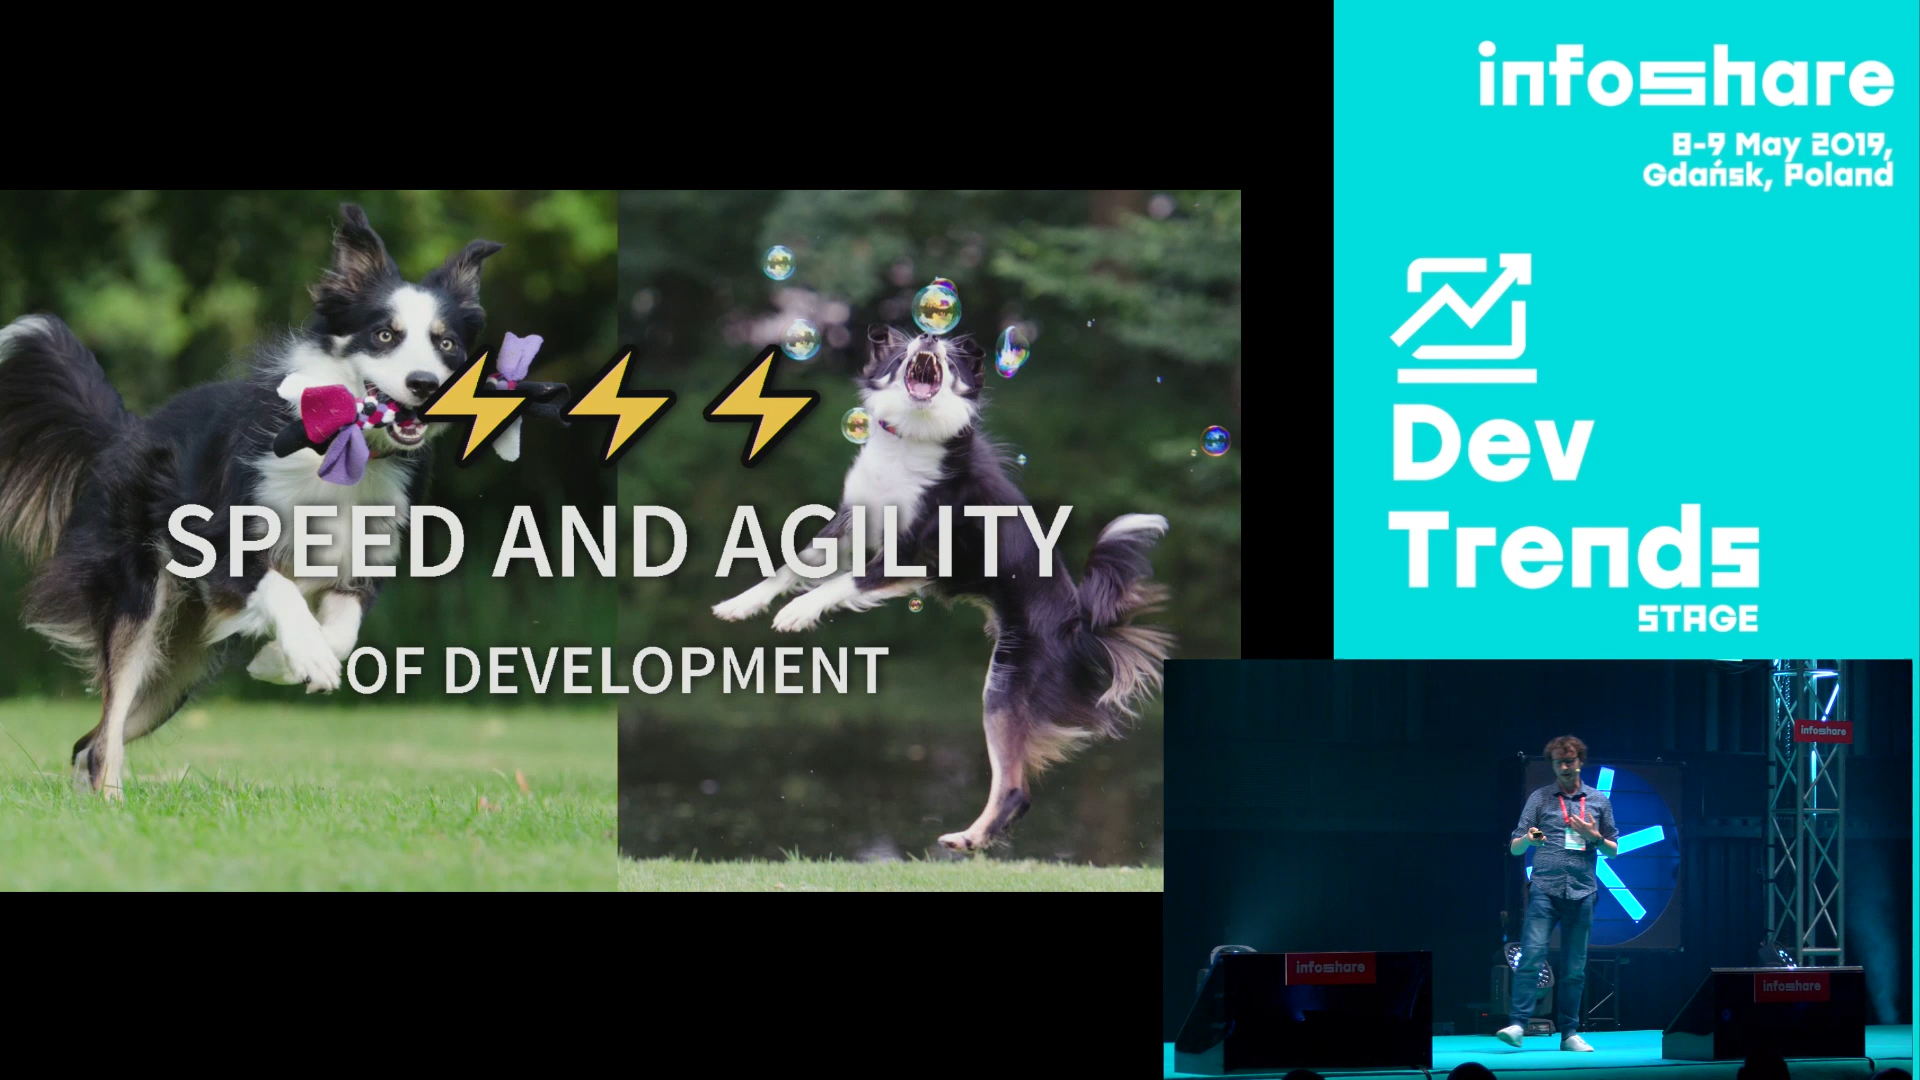 SPEED AND AGILITY
OF DEVELOPMENT
infoshare
8-9 May 2019,
Gdańsk, Poland
Dev
Trends
STAGE
infoshare
infoshare
infoshare